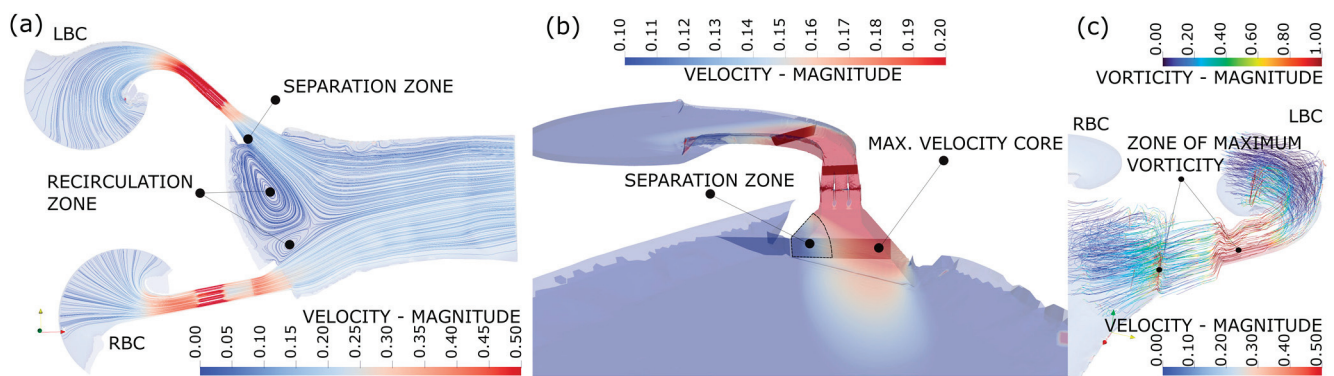 (a)
LBC
SEPARATION ZONE
RECIRCULATION
ZONE
RBC
VELOCITY - MAGNITUDE
0.00 0.05 0.10 0.15 0.20 0.25 0.30 0.35 0.40 0.45 0.50
(b)
0.10 0.11 0.12 0.13 0.14 0.15 0.16 0.17 0.18 0.19 0.20
VELOCITY - MAGNITUDE
MAX. VELOCITY CORE
SEPARATION ZONE
(c)
0.00 0.20 0.40 0.60 0.80 1.00
VORTICITY - MAGNITUDE
RBC
LBC
ZONE OF MAXIMUM
VORTICITY
VELOCITY - MAGNITUDE
0.00 0.10 0.20 0.30 0.40 0.50